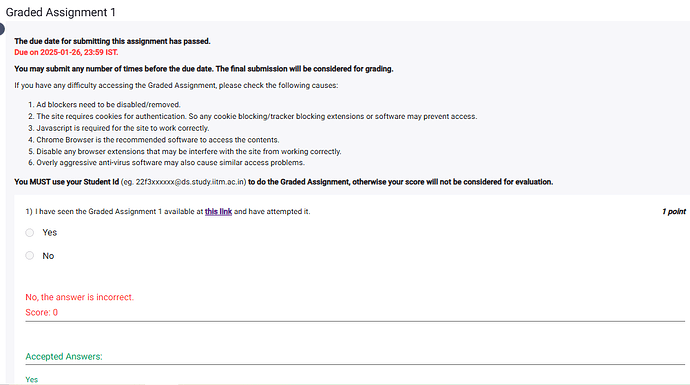 Graded Assignment 1
The due date for submitting this assignment has passed.
Due on 2025-01-26, 23:59 IST.
You may submit any number of times before the due date. The final submission will be considered for grading.
If you have any difficulty accessing the Graded Assignment, please check the following causes:
1. Ad blockers need to be disabled/removed.
2. The site requires cookies for authentication. So any cookie blocking/tracker blocking extensions or software may prevent access.
3. Javascript is required for the site to work correctly.
4. Chrome Browser is the recommended software to access the contents.
5. Disable any browser extensions that may be interfere with the site from working correctly.
6. Overly aggressive anti-virus software may also cause similar access problems.
You MUST use your Student Id (eg. 22f3xxxxxx@ds.study.iitm.ac.in) to do the Graded Assignment, otherwise your score will not be considered for evaluation.
1) I have seen the Graded Assignment 1 available at this link and have attempted it. 1 point
Yes
No
No, the answer is incorrect.
Score: 0
Accepted Answers:
Yes